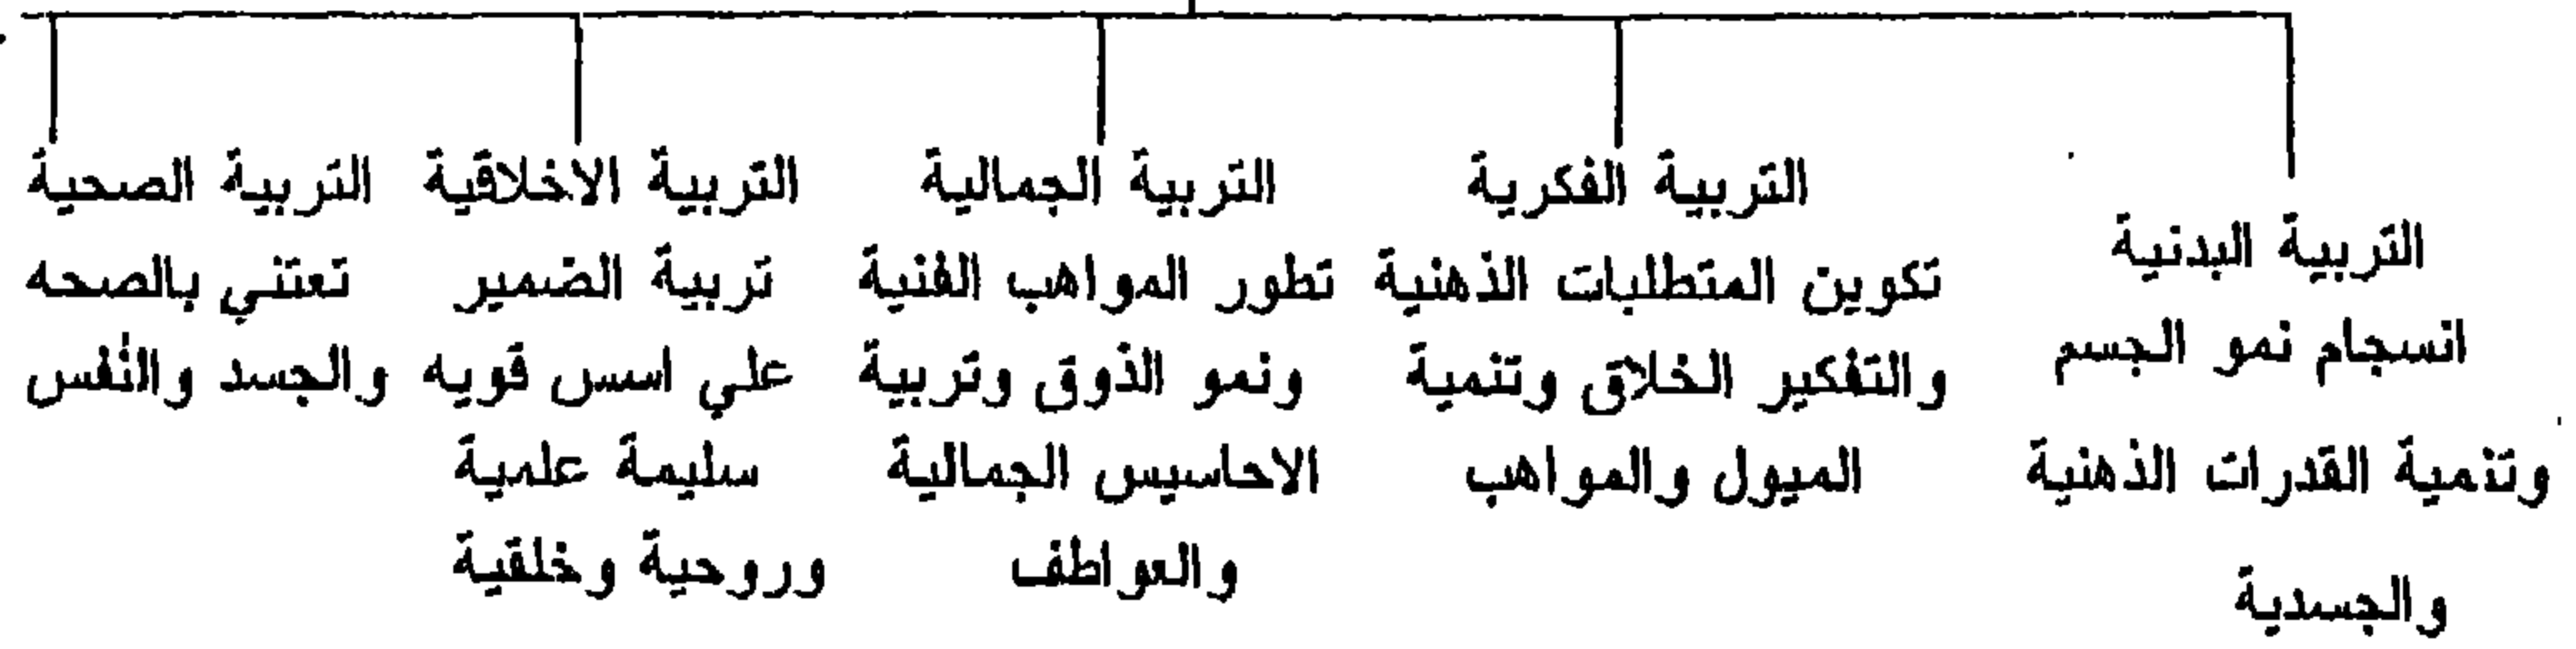 التربية البدنية
انسجام نمو الجسم
وتنمية القدرات الذهنية
والجسدية
التربية الفكرية
تكوين المتطلبات الذهنية
والتفكير الخلاق وتنمية
الميول والمواهب
التربية الجمالية
تطور المواهب الفنية
ونمو الذوق وتربية
الاحاسيس الجمالية
والعواطف
التربية الاخلاقية
تربية الضمير
علي اسس قويه
سليمة علمية
وروحية وخلقية
التربية الصحية
تعتني بالصحه
والجسد والنفس